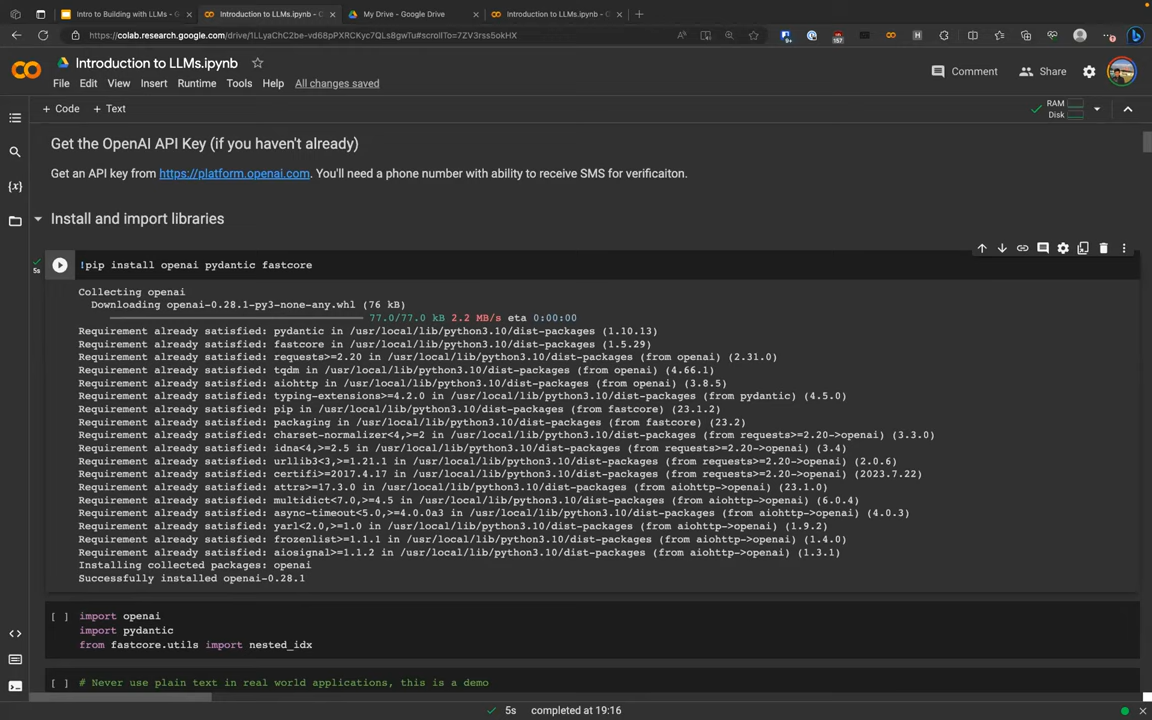 Intro to Building with LLMs - G
Introduction to LLMs.ipynb - C
My Drive - Google Drive
Introduction to LLMs.ipynb - C
https://colab.research.google.com/drive/1LLyaChC2be-vd68pPXRCKyc7QLs8gwTu#scrollTo=7ZV3rss5okHX
Introduction to LLMs.ipynb
File Edit View Insert Runtime Tools Help All changes saved
Comment
Share
+ Code + Text
RAM
Disk
Get the OpenAI API Key (if you haven't already)
Get an API key from https://platform.openai.com. You'll need a phone number with ability to receive SMS for verificaiton.
Install and import libraries
5s
!pip install openai pydantic fastcore
Collecting openai
Downloading openai-0.28.1-py3-none-any.whl (76 kB)
77.0/77.0 kB 2.2 MB/s eta 0:00:00
Requirement already satisfied: pydantic in /usr/local/lib/python3.10/dist-packages (1.10.13)
Requirement already satisfied: fastcore in /usr/local/lib/python3.10/dist-packages (1.5.29)
Requirement already satisfied: requests>=2.20 in /usr/local/lib/python3.10/dist-packages (from openai) (2.31.0)
Requirement already satisfied: tqdm in /usr/local/lib/python3.10/dist-packages (from openai) (4.66.1)
Requirement already satisfied: aiohttp in /usr/local/lib/python3.10/dist-packages (from openai) (3.8.5)
Requirement already satisfied: typing-extensions>=4.2.0 in /usr/local/lib/python3.10/dist-packages (from pydantic) (4.5.0)
Requirement already satisfied: pip in /usr/local/lib/python3.10/dist-packages (from fastcore) (23.1.2)
Requirement already satisfied: packaging in /usr/local/lib/python3.10/dist-packages (from fastcore) (23.2)
Requirement already satisfied: charset-normalizer<4,>=2 in /usr/local/lib/python3.10/dist-packages (from requests>=2.20->openai) (3.3.0)
Requirement already satisfied: idna<4,>=2.5 in /usr/local/lib/python3.10/dist-packages (from requests>=2.20->openai) (3.4)
Requirement already satisfied: urllib3<3,>=1.21.1 in /usr/local/lib/python3.10/dist-packages (from requests>=2.20->openai) (2.0.6)
Requirement already satisfied: certifi>=2017.4.17 in /usr/local/lib/python3.10/dist-packages (from requests>=2.20->openai) (2023.7.22)
Requirement already satisfied: attrs>=17.3.0 in /usr/local/lib/python3.10/dist-packages (from aiohttp->openai) (23.1.0)
Requirement already satisfied: multidict<7.0,>=4.5 in /usr/local/lib/python3.10/dist-packages (from aiohttp->openai) (6.0.4)
Requirement already satisfied: async-timeout<5.0,>=4.0.0a3 in /usr/local/lib/python3.10/dist-packages (from aiohttp->openai) (4.0.3)
Requirement already satisfied: yarl<2.0,>=1.0 in /usr/local/lib/python3.10/dist-packages (from aiohttp->openai) (1.9.2)
Requirement already satisfied: frozenlist>=1.1.1 in /usr/local/lib/python3.10/dist-packages (from aiohttp->openai) (1.4.0)
Requirement already satisfied: aiosignal>=1.1.2 in /usr/local/lib/python3.10/dist-packages (from aiohttp->openai) (1.3.1)
Installing collected packages: openai
Successfully installed openai-0.28.1
[ ] import openai
import pydantic
from fastcore.utils import nested_idx
[ ] # Never use plain text in real world applications, this is a demo
5s completed at 19:16